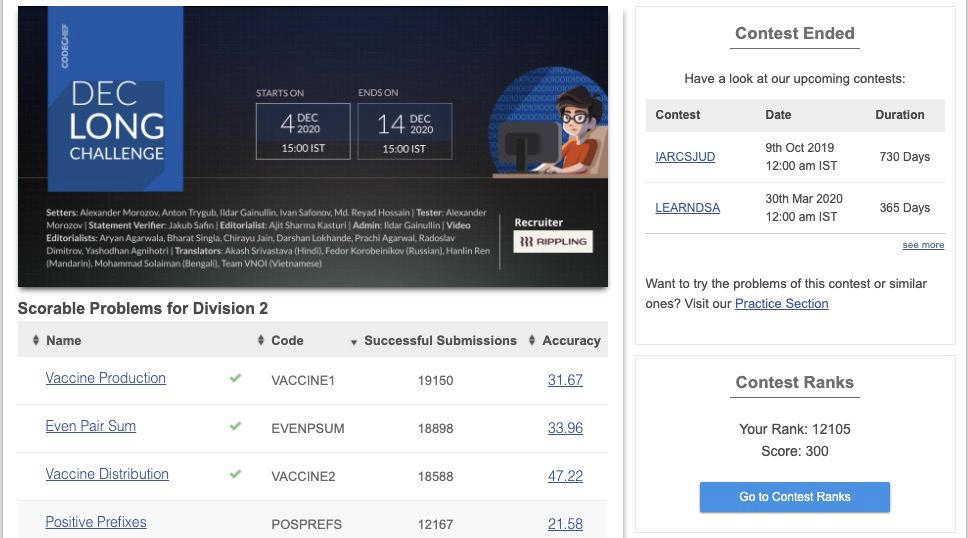 CODECHEF
DEC
LONG
CHALLENGE
STARTS ON
4 DEC 2020
15:00 IST
ENDS ON
14 DEC 2020
15:00 IST
Setters: Alexander Morozov, Anton Trygub, Ildar Gainullin, Ivan Safonov, Md. Reyad Hossain | Tester: Alexander
Morozov | Statement Verifier: Jakub Safin | Editorialist: Ajit Sharma Kasturi | Admin: Ildar Gainullin | Video
Editorialists: Aryan Agarwala, Bharat Singla, Chirayu Jain, Darshan Lokhande, Prachi Agarwal, Radoslav
Dimitrov, Yashodhan Agnihotri | Translators: Akash Srivastava (Hindi), Fedor Korobeinikov (Russian), Hanlin Ren
(Mandarin), Mohammad Solaiman (Bengali), Team VNOI (Vietnamese)
Recruiter
RIPPLING
Scorable Problems for Division 2
Name Code Successful Submissions Accuracy
Vaccine Production VACCINE1 19150 31.67
Even Pair Sum EVENPSUM 18898 33.96
Vaccine Distribution VACCINE2 18588 47.22
Positive Prefixes POSPREFS 12167 21.58
Contest Ended
Have a look at our upcoming contests:
Contest Date Duration
IARCSJUD 9th Oct 2019 730 Days
12:00 am IST
LEARNDSA 30th Mar 2020 365 Days
12:00 am IST
see more
Want to try the problems of this contest or similar
ones? Visit our Practice Section
Contest Ranks
Your Rank: 12105
Score: 300
Go to Contest Ranks